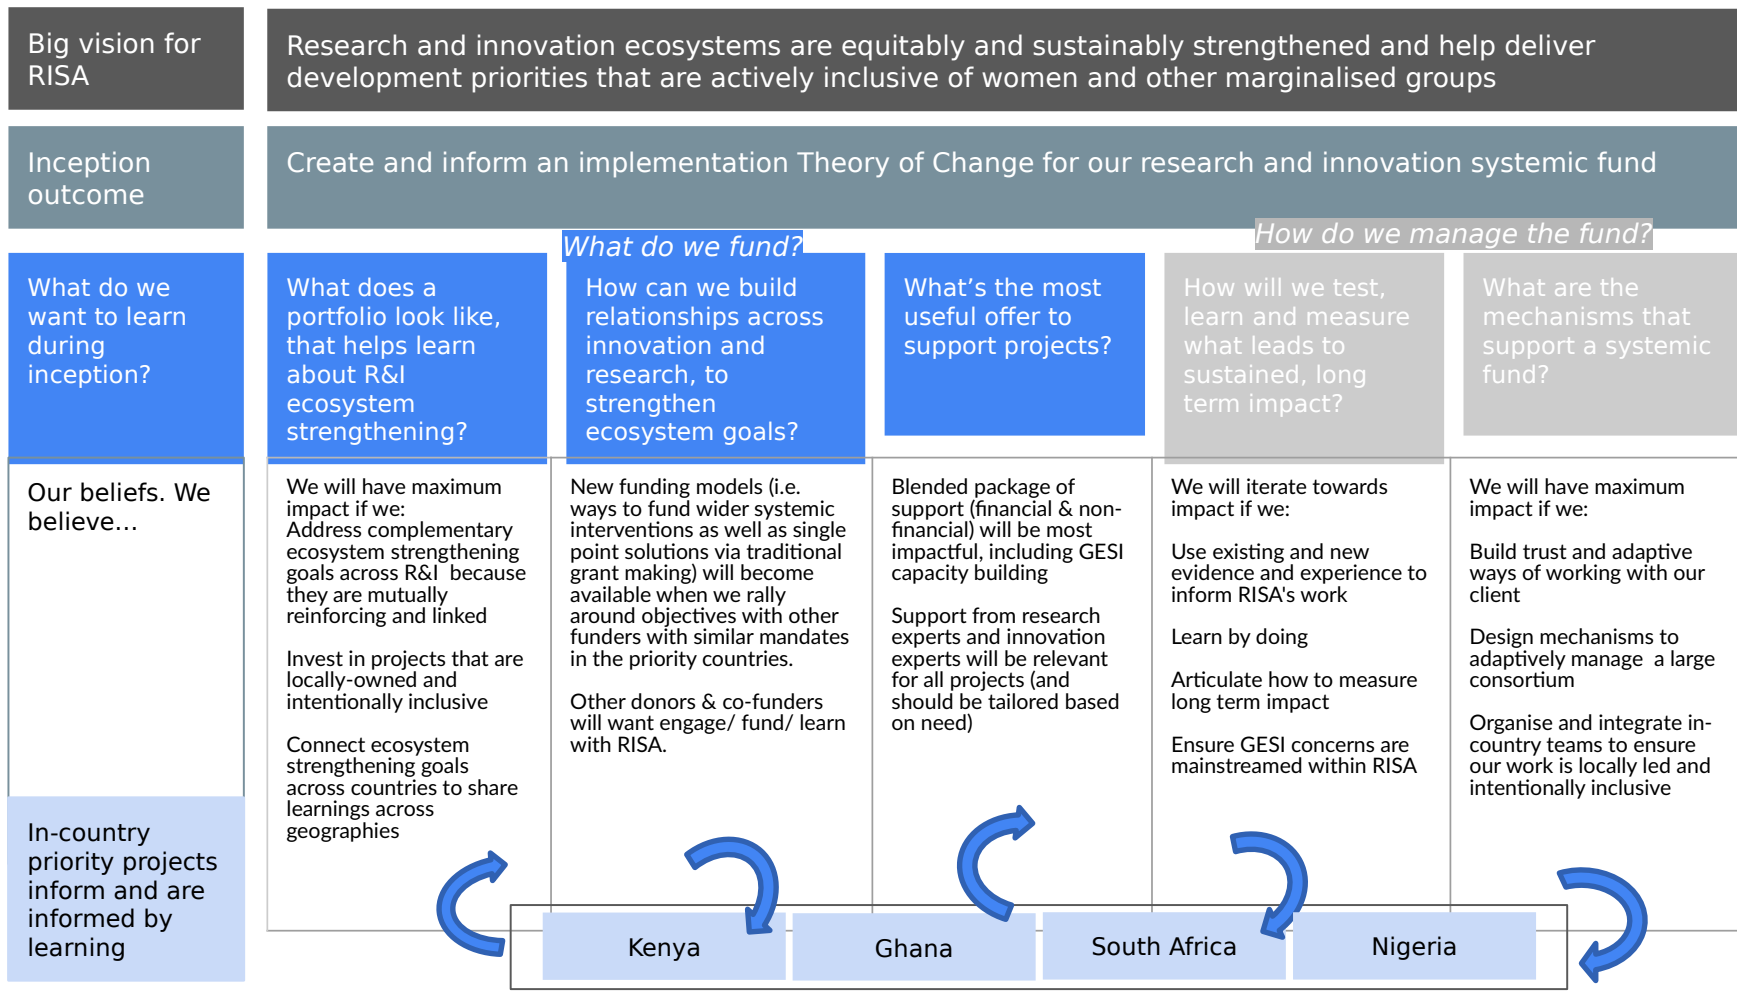 Big vision for
RISA
Research and innovation ecosystems are equitably and sustainably strengthened and help deliver
development priorities that are actively inclusive of women and other marginalised groups
Inception
outcome
Create and inform an implementation Theory of Change for our research and innovation systemic fund
What do we fund?
How do we manage the fund?
What do we
want to learn
during
inception?
What does a
portfolio look like,
that helps learn
about R&I
ecosystem
strengthening?
How can we build
relationships across
innovation and
research, to
strengthen
ecosystem goals?
What’s the most
useful offer to
support projects?
How will we test,
learn and measure
what leads to
sustained, long
term impact?
What are the
mechanisms that
support a systemic
fund?
Our beliefs. We
believe…
We will have maximum
impact if we:
Address complementary
ecosystem strengthening
goals across R&I  because
they are mutually
reinforcing and linked
Invest in projects that are
locally-owned and
intentionally inclusive
Connect ecosystem
strengthening goals
across countries to share
learnings across
geographies
New funding models (i.e.
ways to fund wider systemic
interventions as well as single
point solutions via traditional
grant making) will become
available when we rally
around objectives with other
funders with similar mandates
in the priority countries.
Other donors & co-funders
will want engage/ fund/ learn
with RISA.
Blended package of
support (financial & non-
financial) will be most
impactful, including GESI
capacity building
Support from research
experts and innovation
experts will be relevant
for all projects (and
should be tailored based
on need)
We will iterate towards
impact if we:
Use existing and new
evidence and experience to
inform RISA's work
Learn by doing
Articulate how to measure
long term impact
Ensure GESI concerns are
mainstreamed within RISA
We will have maximum
impact if we:
Build trust and adaptive
ways of working with our
client
Design mechanisms to
adaptively manage  a large
consortium
Organise and integrate in-
country teams to ensure
our work is locally led and
intentionally inclusive
In-country
priority projects
inform and are
informed by
learning
Kenya
Ghana
South Africa
Nigeria